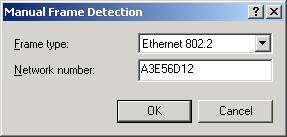 Manual Frame Detection
Frame type: Ethernet 802.2
Network number: A3E56D12
OK Cancel